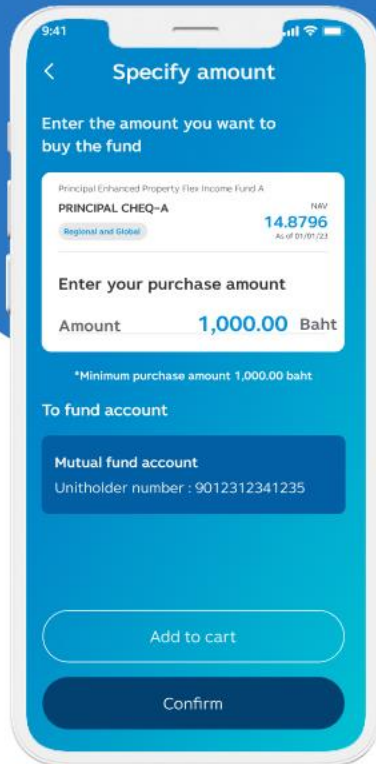 9:41
Specify amount
Enter the amount you want to
buy the fund
Principal Enhanced Property Flex Income Fund A
PRINCIPAL CHEQ-A
NAV
14.8796
Regional and Global
As of 01/01/23
Enter your purchase amount
Amount 1,000.00 Baht
*Minimum purchase amount 1,000.00 baht
To fund account
Mutual fund account
Unitholder number : 9012312341235
Add to cart
Confirm